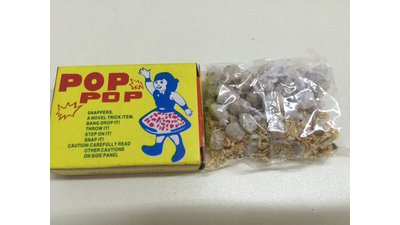 POP
POP
SNAPPERS.
A NOVEL TRICK ITEM.
BANG DROP IT!
THROW IT!
STEP ON IT!
SNAP IT!
CAUTION:CAREFULLY READ
OTHER CAUTIONS
ON SIDE PANEL